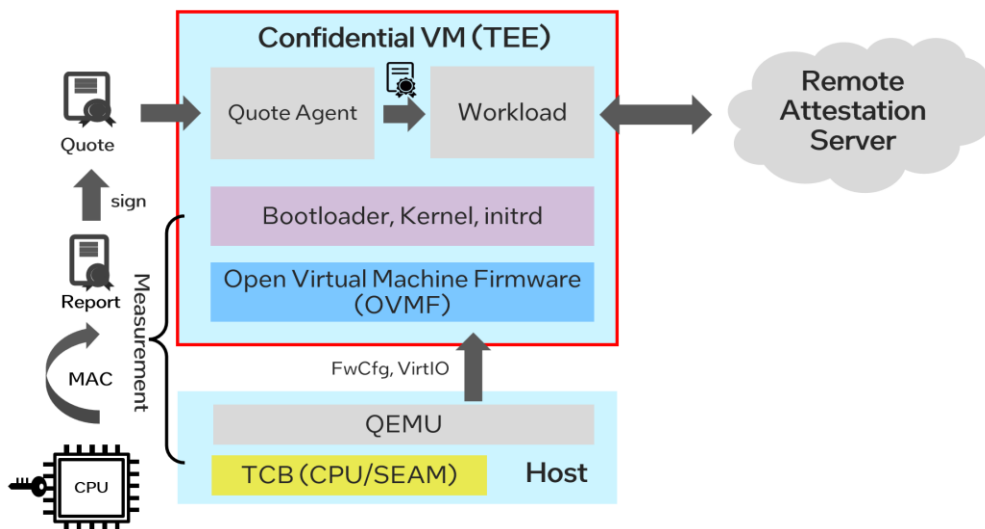 Confidential VM (TEE)
Quote Agent
Workload
Remote
Attestation
Server
Quote
sign
Bootloader, Kernel, initrd
Report
Open Virtual Machine Firmware
(OVMF)
Measurement
MAC
FwCfg, VirtIO
QEMU
TCB (CPU/SEAM)
Host
CPU